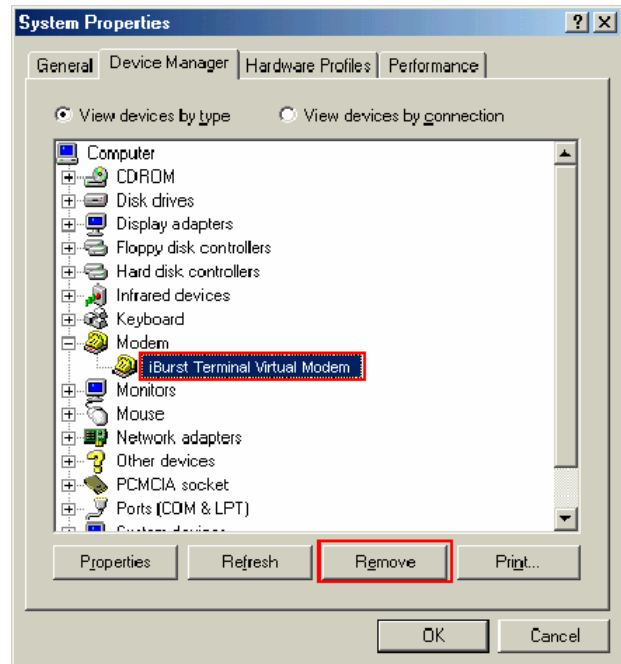 System Properties
General Device Manager Hardware Profiles Performance
View devices by type View devices by connection
Computer
CDROM
Disk drives
Display adapters
Floppy disk controllers
Hard disk controllers
Infrared devices
Keyboard
Modem
iBurst Terminal Virtual Modem
Monitors
Mouse
Network adapters
Other devices
PCMCIA socket
Ports (COM & LPT)
System devices
Properties Refresh Remove Print...
OK Cancel